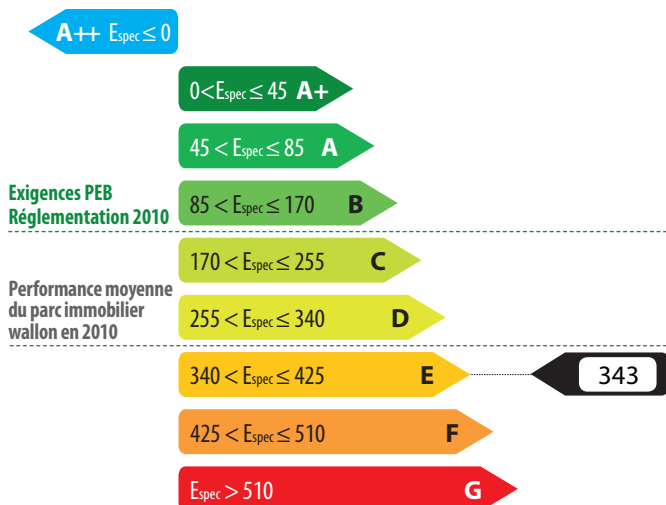 A++ Espec ≤ 0
0<Espec ≤ 45 A+
45 < Espec ≤ 85 A
Exigences PEB
Réglementation 2010
85 < Espec ≤ 170 B
170 < Espec ≤ 255 C
Performance moyenne
du parc immobilier
wallon en 2010
255 < Espec ≤ 340 D
340 < Espec ≤ 425 E
343
425 < Espec ≤ 510 F
Espec > 510 G